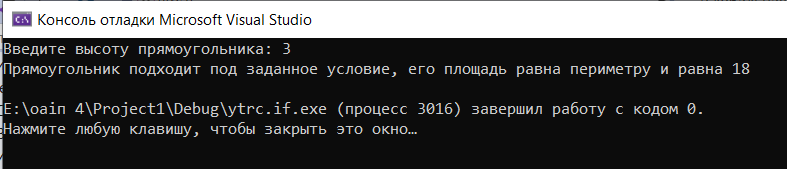 Консоль отладки Microsoft Visual Studio
Введите высоту прямоугольника: 3
Прямоугольник подходит под заданное условие, его площадь равна периметру и равна 18
E:\оаип 4\Project1\Debug\ytrc.if.exe (процесс 3016) завершил работу с кодом 0.
Нажмите любую клавишу, чтобы закрыть это окно…